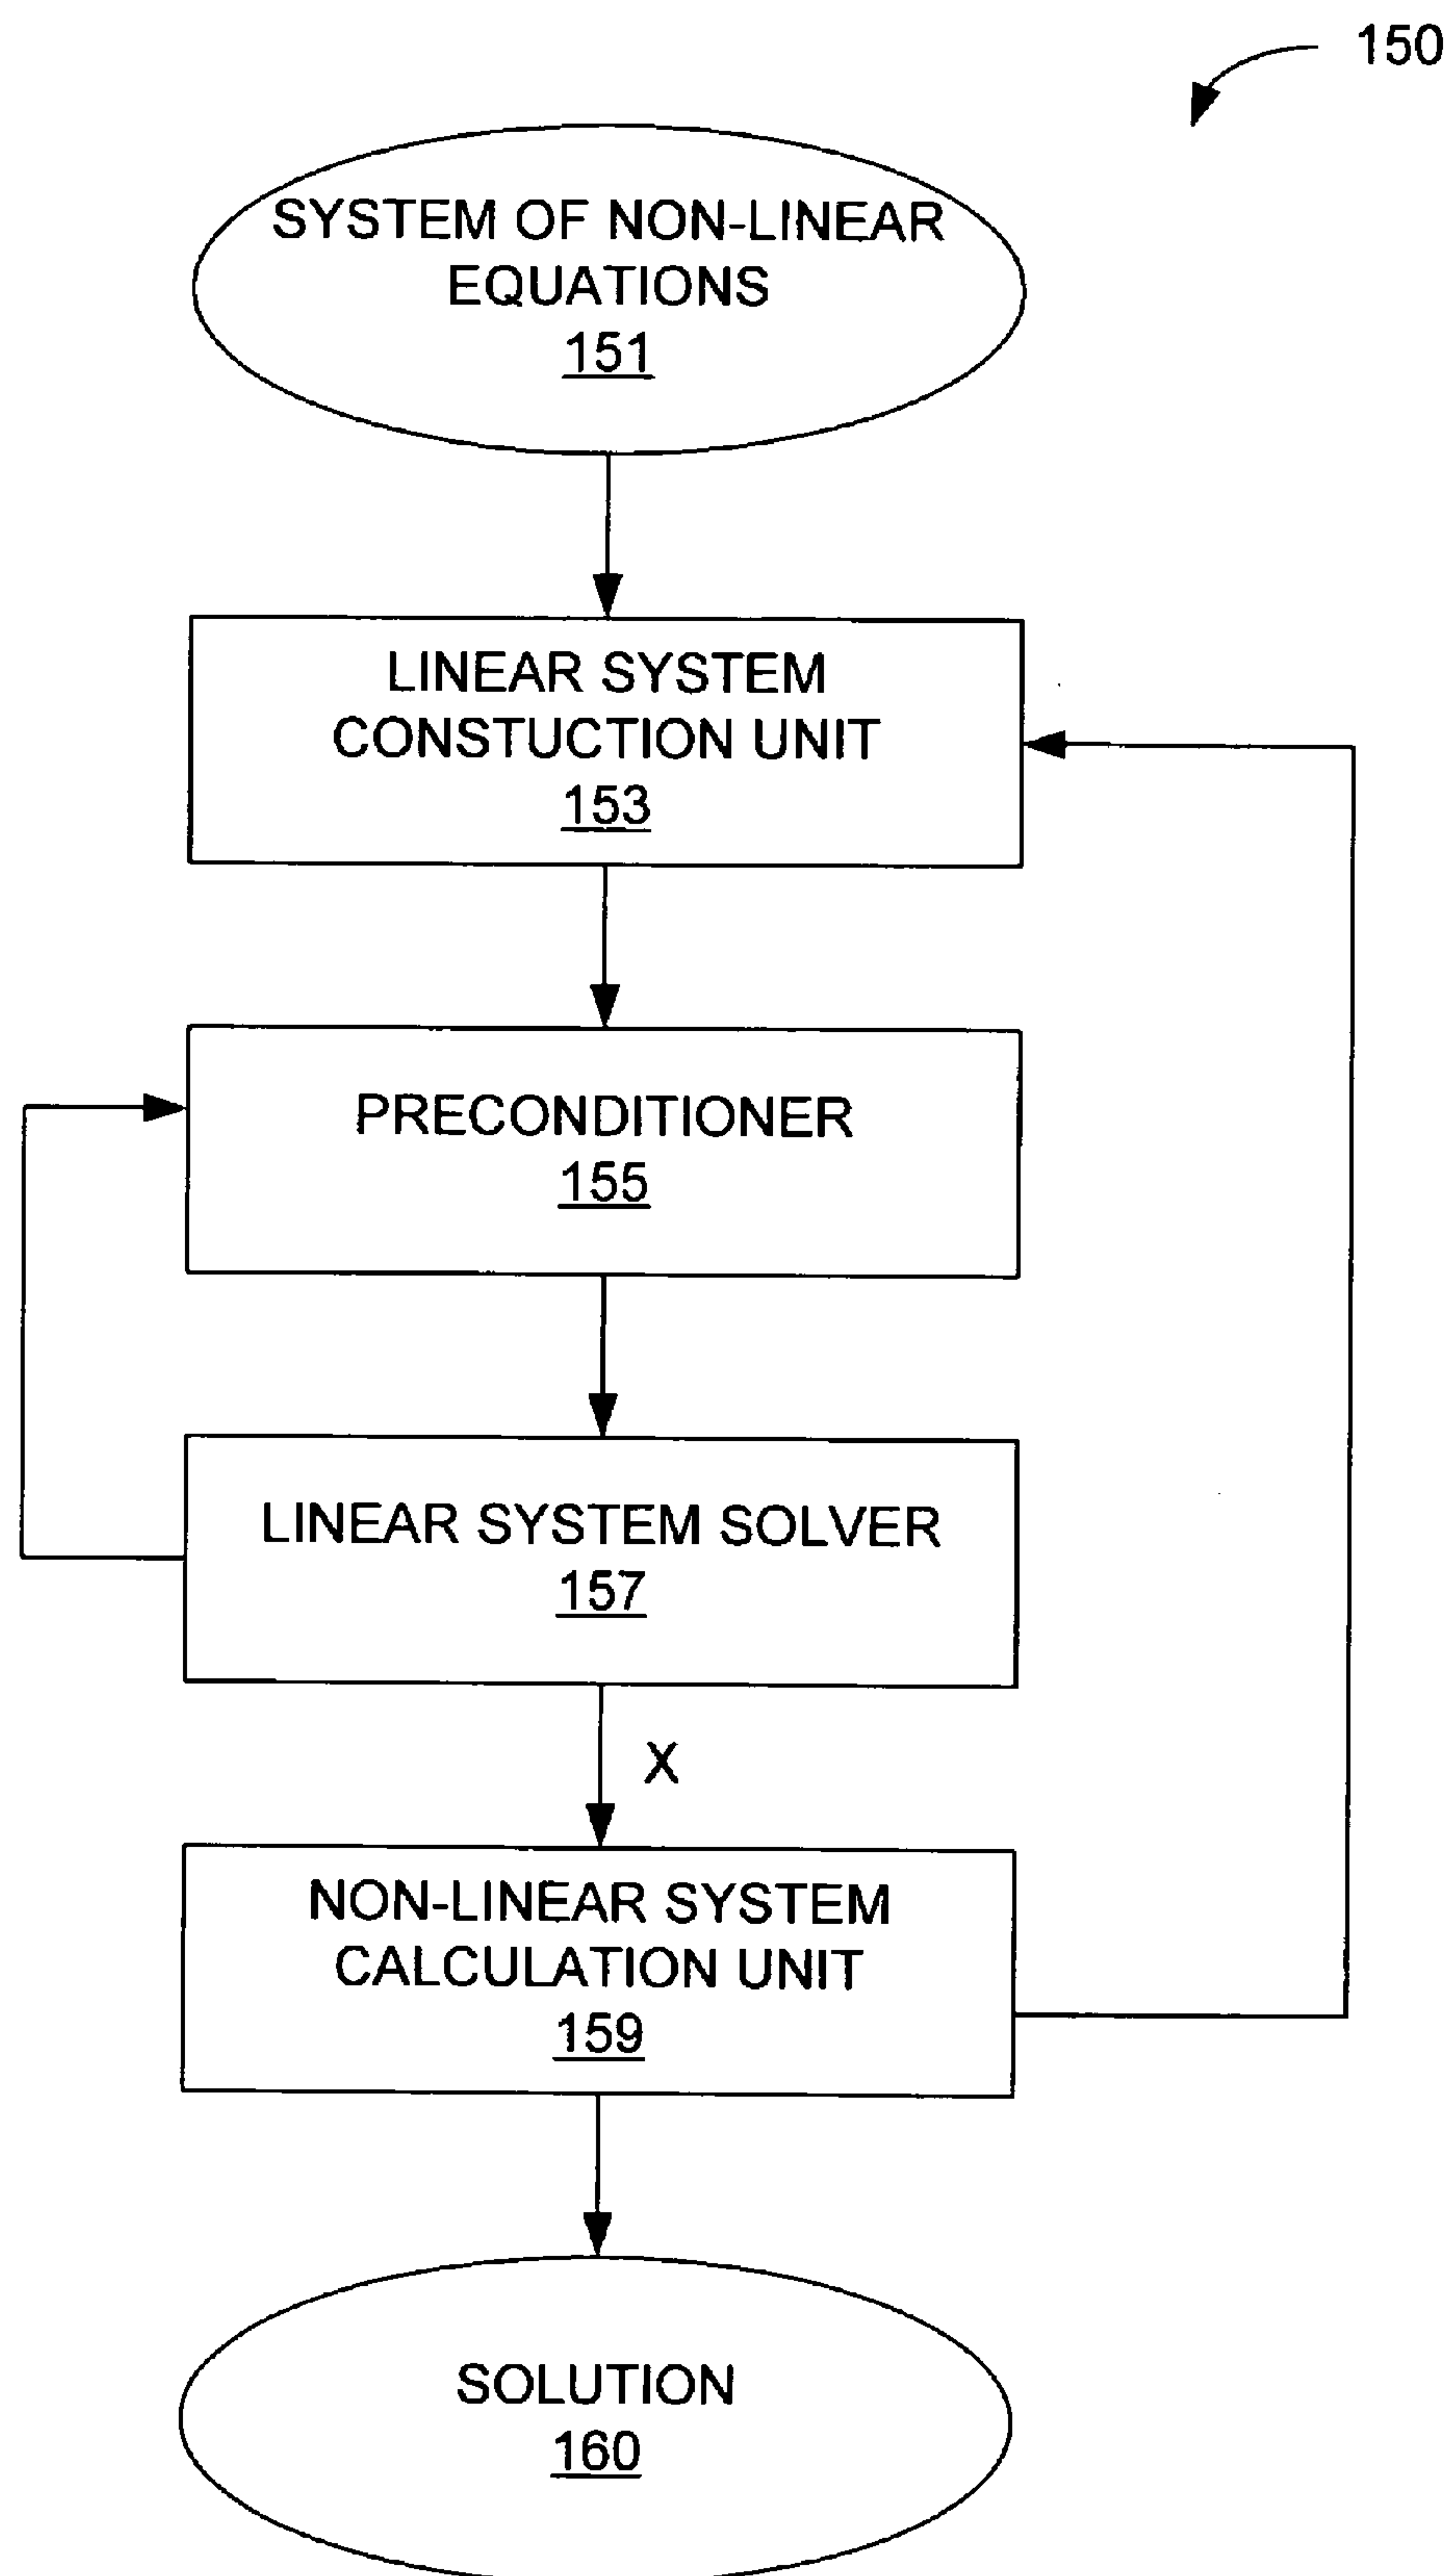 150
SYSTEM OF NON-LINEAR
EQUATIONS
151
LINEAR SYSTEM
CONSTUCTION UNIT
153
PRECONDITIONER
155
LINEAR SYSTEM SOLVER
157
X
NON-LINEAR SYSTEM
CALCULATION UNIT
159
SOLUTION
160